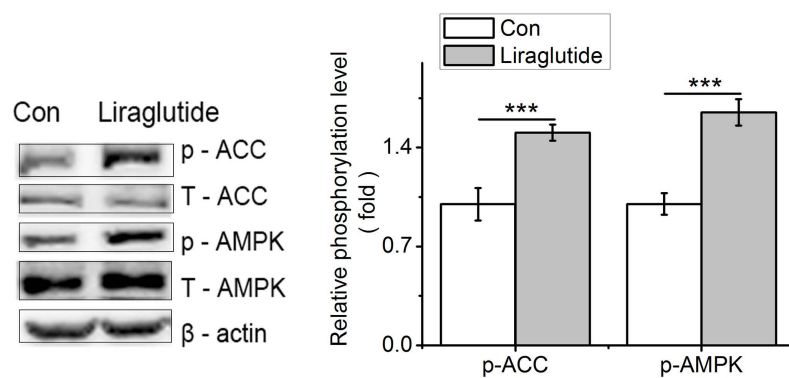 Con Liraglutide
p - ACC
T - ACC
p - AMPK
T - AMPK
β - actin
Con
Liraglutide
Relative phosphorylation level
( fold )
1.4
0.7
0.0
***
***
p-ACC p-AMPK